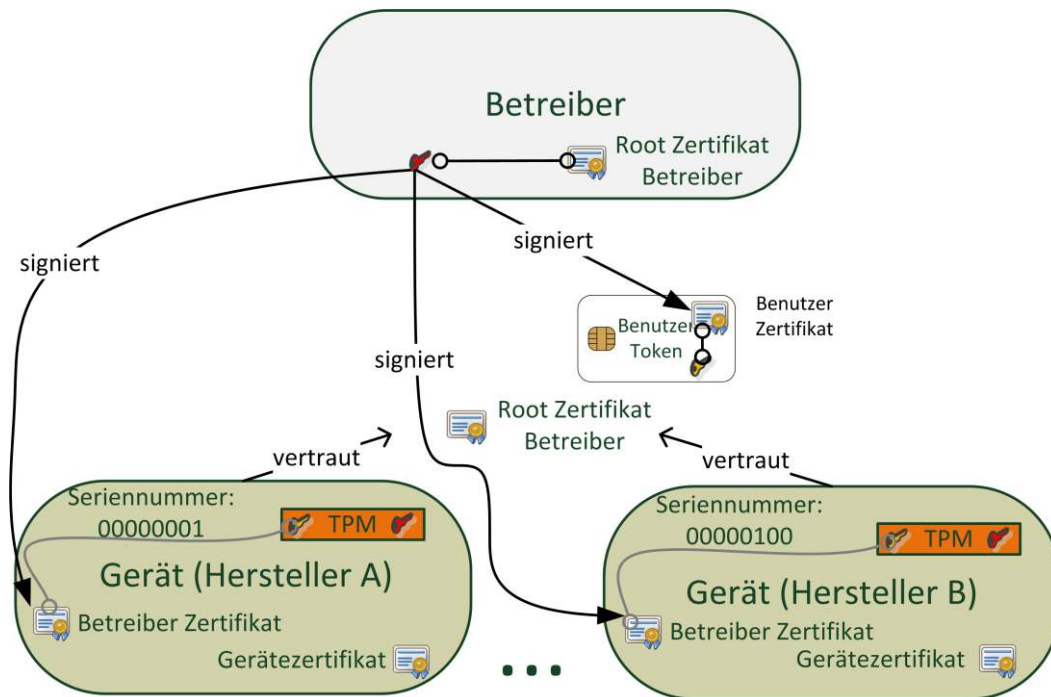 Betreiber
Root Zertifikat
Betreiber
signiert
signiert
signiert
Benutzer
Token
Benutzer
Zertifikat
Root Zertifikat
Betreiber
vertraut
vertraut
Seriennummer:
00000001
TPM
Gerät (Hersteller A)
Betreiber Zertifikat
Gerätezertifikat
...
Seriennummer:
00000100
TPM
Gerät (Hersteller B)
Betreiber Zertifikat
Gerätezertifikat